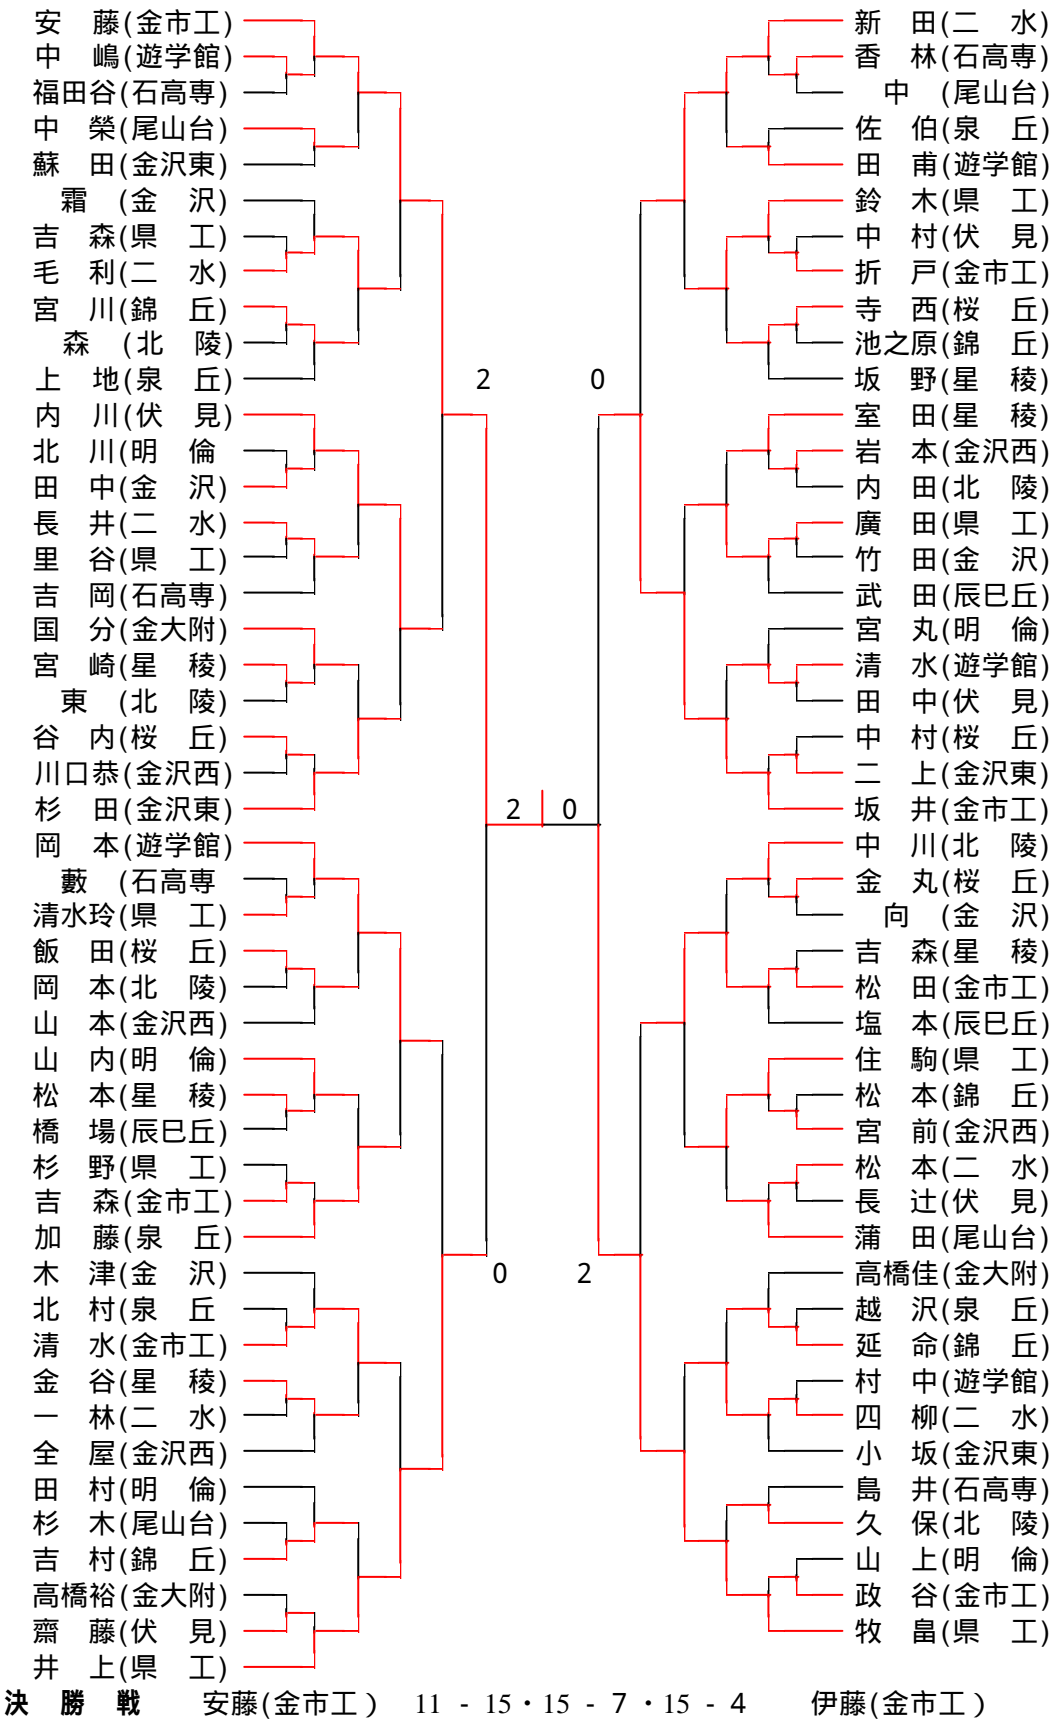 安　藤(金市工)
中　嶋(遊学館)
福田谷(石高専)
中　榮(尾山台)
蘇　田(金沢東)
霜　(金　沢)
吉　森(県　工)
毛　利(二　水)
宮　川(錦　丘)
森　(北　陵)
上　地(泉　丘)
内　川(伏　見)
北　川(明　倫
田　中(金　沢)
長　井(二　水)
里　谷(県　工)
吉　岡(石高専)
国　分(金大附)
宮　崎(星　稜)
東　(北　陵)
谷　内(桜　丘)
川口恭(金沢西)
杉　田(金沢東)
岡　本(遊学館)
藪　(石高専
清水玲(県　工)
飯　田(桜　丘)
岡　本(北　陵)
山　本(金沢西)
山　内(明　倫)
松　本(星　稜)
橋　場(辰巳丘)
杉　野(県　工)
吉　森(金市工)
加　藤(泉　丘)
木　津(金　沢)
北　村(泉　丘
清　水(金市工)
金　谷(星　稜)
一　林(二　水)
全　屋(金沢西)
田　村(明　倫)
杉　木(尾山台)
吉　村(錦　丘)
高橋裕(金大附)
齋　藤(伏　見)
井　上(県　工)
2　0
2　0
0　2
新　田(二　水)
香　林(石高専)
中　(尾山台)
佐　伯(泉　丘)
田　甫(遊学館)
鈴　木(県　工)
中　村(伏　見)
折　戸(金市工)
寺　西(桜　丘)
池之原(錦　丘)
坂　野(星　稜)
室　田(星　稜)
岩　本(金沢西)
内　田(北　陵)
廣　田(県　工)
竹　田(金　沢)
武　田(辰巳丘)
宮　丸(明　倫)
清　水(遊学館)
田　中(伏　見)
中　村(桜　丘)
二　上(金沢東)
坂　井(金市工)
中　川(北　陵)
金　丸(桜　丘)
向　(金　沢)
吉　森(星　稜)
松　田(金市工)
塩　本(辰巳丘)
住　駒(県　工)
松　本(錦　丘)
宮　前(金沢西)
松　本(二　水)
長　辻(伏　見)
蒲　田(尾山台)
高橋佳(金大附)
越　沢(泉　丘)
延　命(錦　丘)
村　中(遊学館)
四　柳(二　水)
小　坂(金沢東)
島　井(石高専)
久　保(北　陵)
山　上(明　倫)
政　谷(金市工)
牧　畠(県　工)
決　勝　戦　安藤(金市工)　11 - 15・15 - 7・15 - 4　伊藤(金市工)